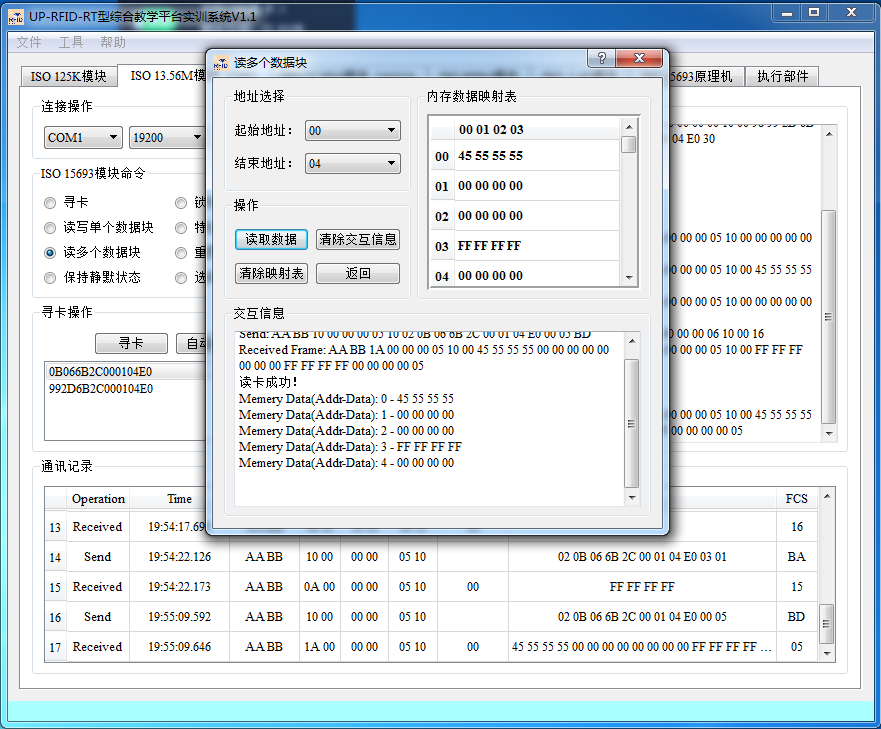 UP-RFID-RT型综合教学平台实训系统V1.1
文件 工具 帮助
ISO 125K模块 ISO 13.56M模 5693原理机 执行部件
连接操作
COM1 19200
ISO 15693模块命令
寻卡
读写单个数据块
读多个数据块
保持静默状态
寻卡操作
寻卡
0B066B2C000104E0
992D6B2C000104E0
读多个数据块
地址选择
起始地址： 00
结束地址： 04
操作
读取数据 清除交互信息
清除映射表 返回
内存数据映射表
00 01 02 03
00 45 55 55 55
01 00 00 00 00
02 00 00 00 00
03 FF FF FF FF
04 00 00 00 00
交互信息
Send: AA BB 10 00 00 00 05 10 02 0B 06 6B 2C 00 01 04 E0 00 05 BD
Received Frame: AA BB 1A 00 00 00 05 10 00 45 55 55 55 00 00 00 00 00
00 00 00 FF FF FF FF 00 00 00 00 05
读卡成功！
Memory Data(Addr-Data): 0 - 45 55 55 55
Memory Data(Addr-Data): 1 - 00 00 00 00
Memory Data(Addr-Data): 2 - 00 00 00 00
Memory Data(Addr-Data): 3 - FF FF FF FF
Memory Data(Addr-Data): 4 - 00 00 00 00
04 E0 30
00 00 00 05 10 00 00 00 00 00
00 00 00 05 10 00 45 55 55 55
00 00 00 05 10 00 00 00 00 00
00 00 00 06 10 00 16
00 00 00 05 10 00 FF FF FF
00 00 00 05 10 00 45 55 55 55
00 00 00 00 05
通讯记录
Operation Time FCS
13 Received 19:54:17.69 16
14 Send 19:54:22.126 AA BB 10 00 00 00 05 10 02 0B 06 6B 2C 00 01 04 E0 03 01 BA
15 Received 19:54:22.173 AA BB 0A 00 00 00 05 10 00 FF FF FF FF 15
16 Send 19:55:09.592 AA BB 10 00 00 00 05 10 02 0B 06 6B 2C 00 01 04 E0 00 05 BD
17 Received 19:55:09.646 AA BB 1A 00 00 00 05 10 00 45 55 55 55 00 00 00 00 00 00 00 00 FF FF FF FF ... 05